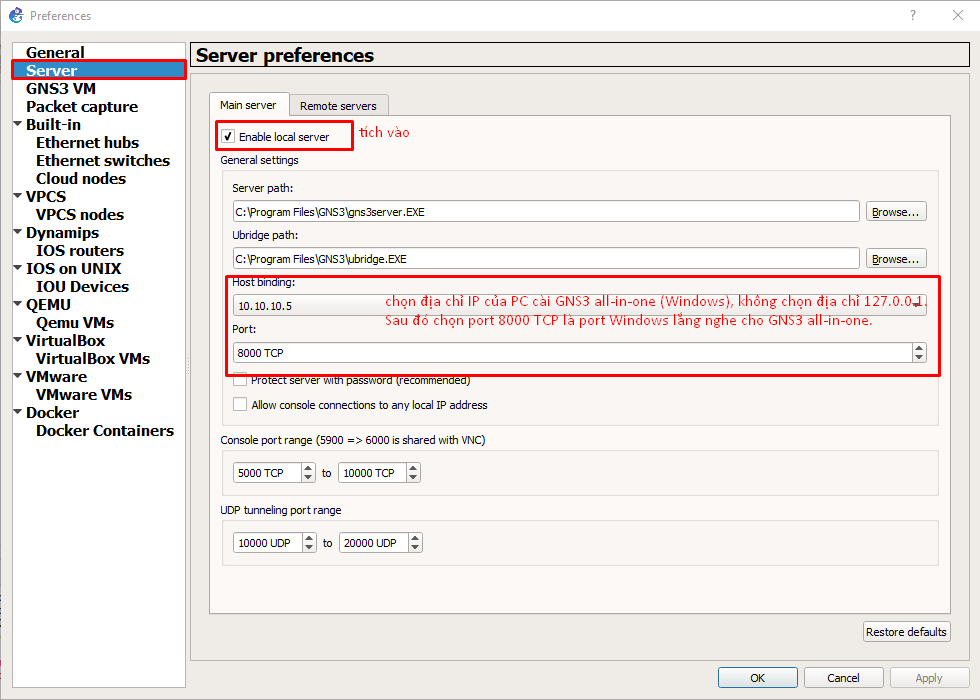 Preferences
General
Server
GNS3 VM
Packet capture
Built-in
Ethernet hubs
Ethernet switches
Cloud nodes
VPCS
VPCS nodes
Dynamips
IOS routers
IOS on UNIX
IOU Devices
QEMU
Qemu VMs
VirtualBox
VirtualBox VMs
VMware
VMware VMs
Docker
Docker Containers
Server preferences
Main server
Remote servers
Enable local server
tích vào
General settings
Server path:
C:\Program Files\GNS3\gns3server.EXE
Browse...
Ubridge path:
C:\Program Files\GNS3\ubridge.EXE
Browse...
Host binding:
10.10.10.5
chọn địa chỉ IP của PC cài GNS3 all-in-one (Windows), không chọn địa chỉ 127.0.0.1.
Sau đó chọn port 8000 TCP là port Windows lắng nghe cho GNS3 all-in-one.
Port:
8000 TCP
Protect server with password (recommended)
Allow console connections to any local IP address
Console port range (5900 => 6000 is shared with VNC)
5000 TCP to 10000 TCP
UDP tunneling port range
10000 UDP to 20000 UDP
Restore defaults
OK
Cancel
Apply